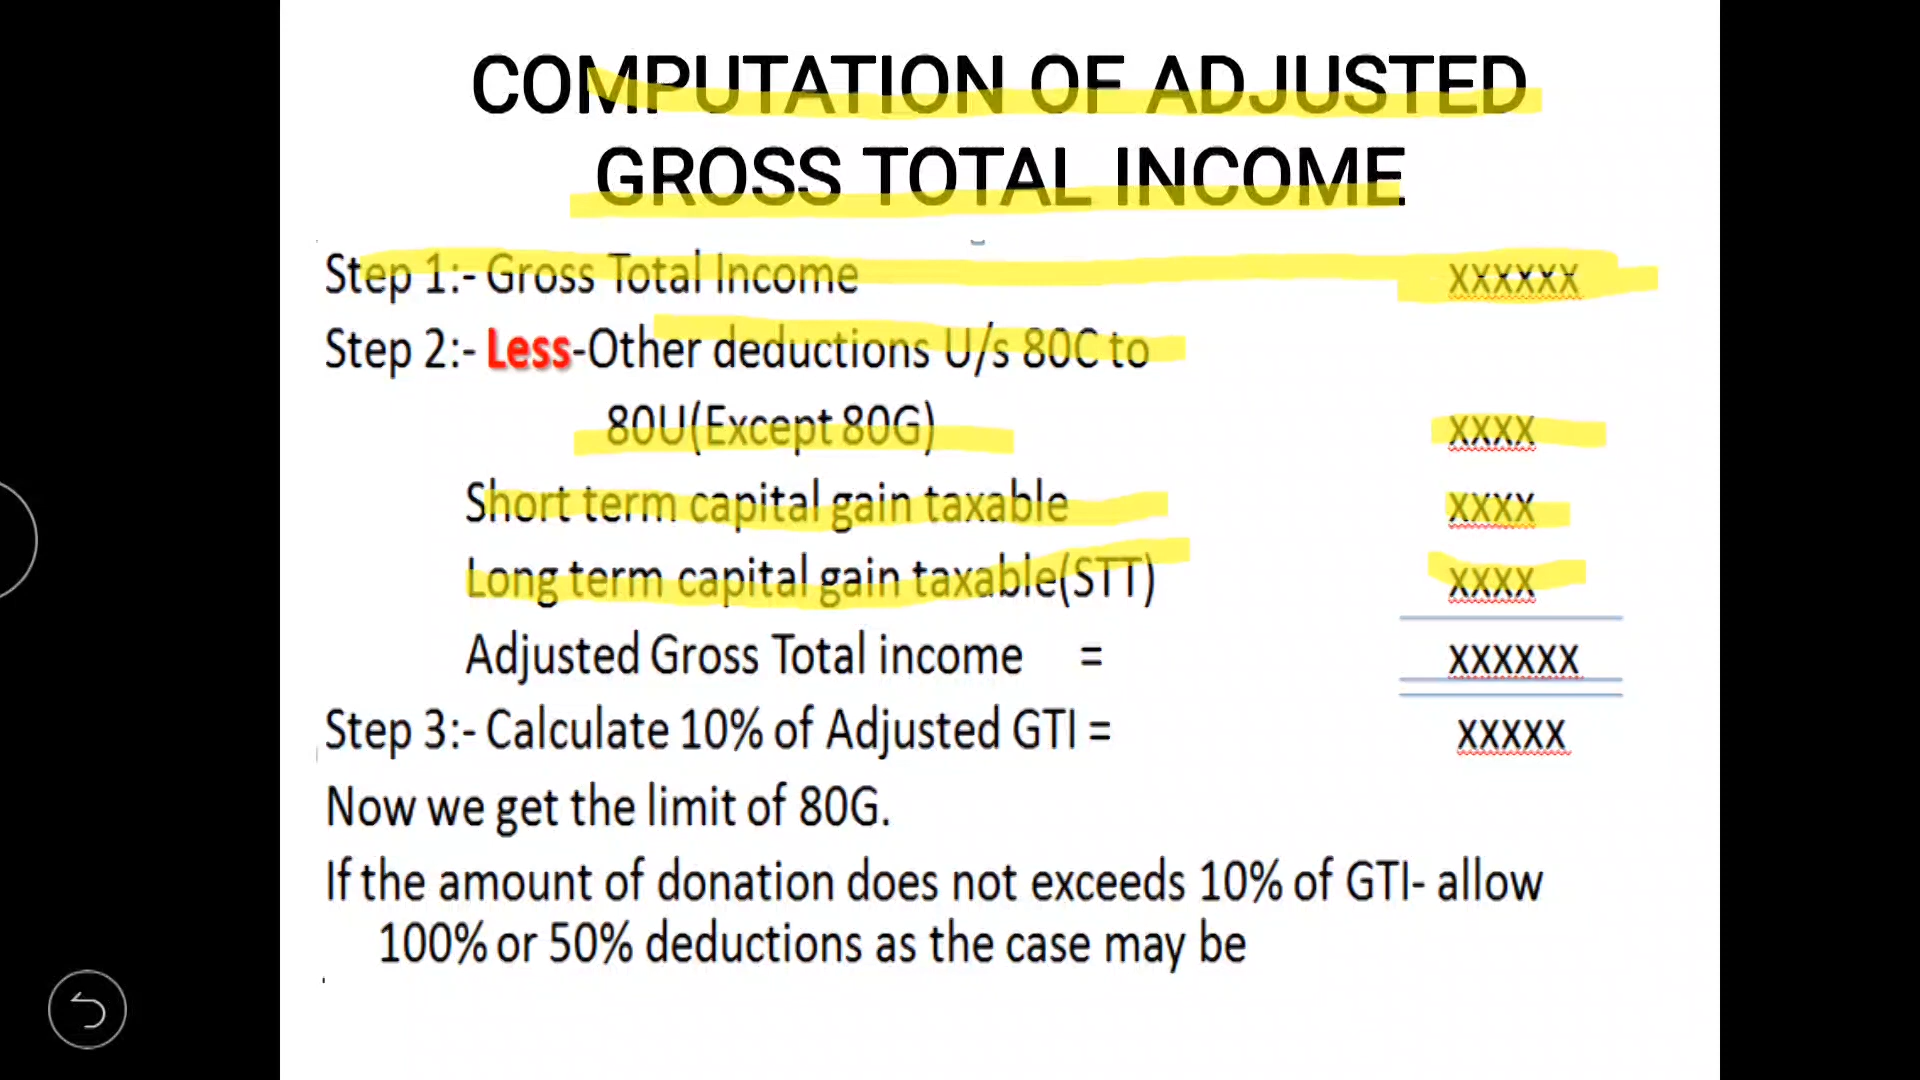 COMPUTATION OF ADJUSTED
GROSS TOTAL INCOME
Step 1:- Gross Total Income xxxxxx
Step 2:- Less-Other deductions U/s 80C to
80U(Except 80G) xxxx
Short term capital gain taxable xxxx
Long term capital gain taxable(STT) xxxx
Adjusted Gross Total income = xxxxxx
Step 3:- Calculate 10% of Adjusted GTI = xxxxx
Now we get the limit of 80G.
If the amount of donation does not exceeds 10% of GTI- allow
100% or 50% deductions as the case may be